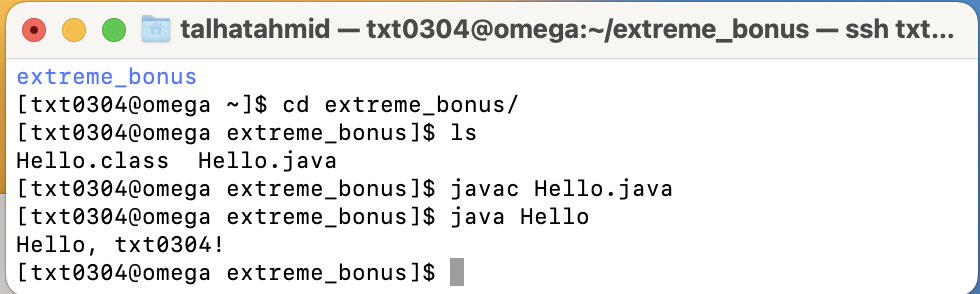 talhatahmid — txt0304@omega:~/extreme_bonus — ssh txt...
extreme_bonus
[txt0304@omega ~]$ cd extreme_bonus/
[txt0304@omega extreme_bonus]$ ls
Hello.class  Hello.java
[txt0304@omega extreme_bonus]$ javac Hello.java
[txt0304@omega extreme_bonus]$ java Hello
Hello, txt0304!
[txt0304@omega extreme_bonus]$